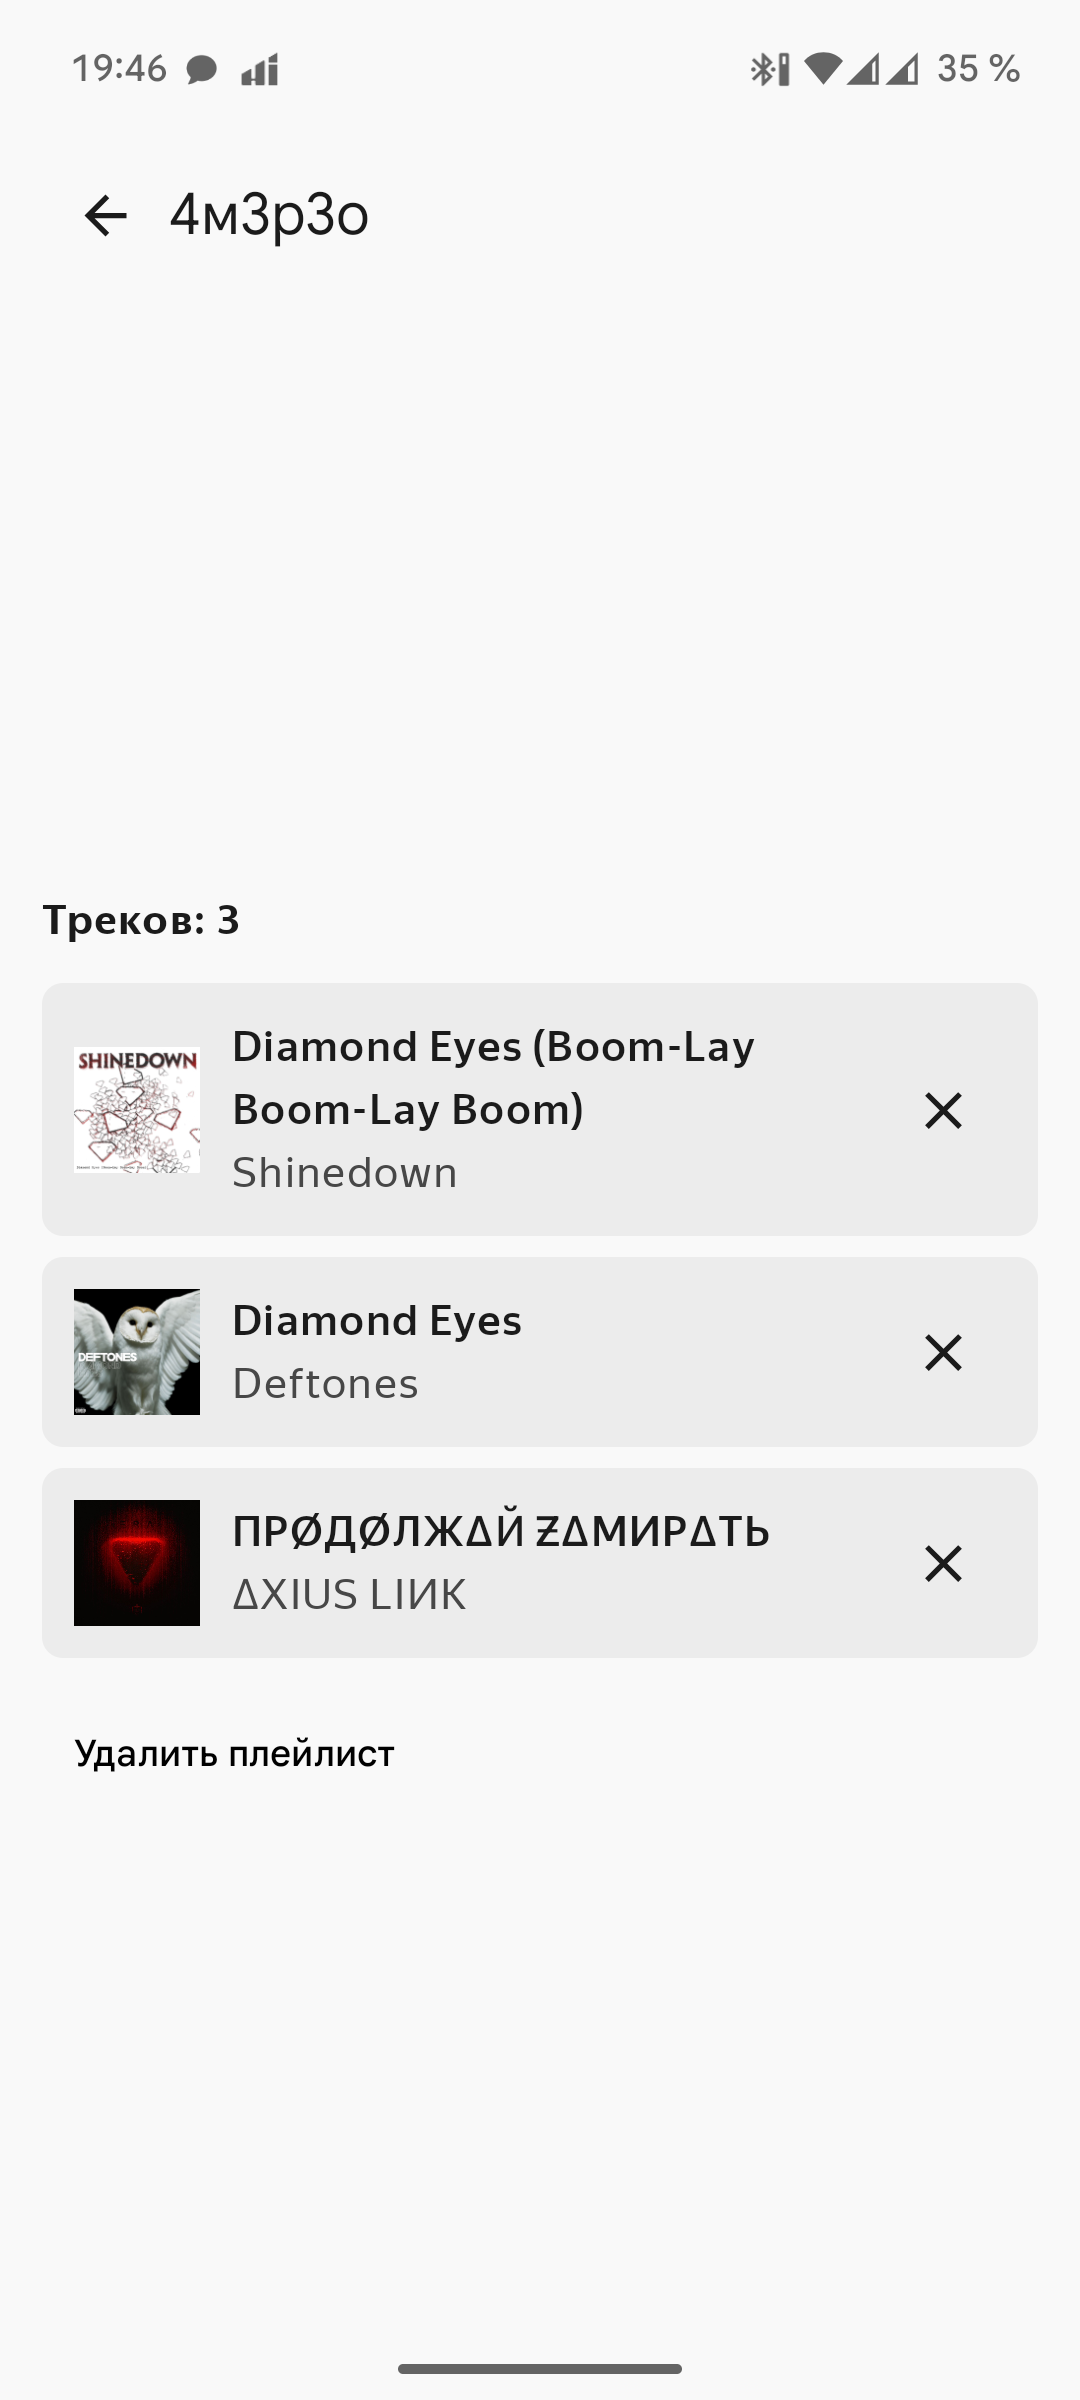 19:46
35 %
4м3р3о
Треков: 3
SHINEDOWN
Diamond Eyes (Boom-Lay
Boom-Lay Boom)
Shinedown
DEFTONES
Diamond Eyes
Deftones
ПРØДØЛЖΔЙ ƵΔМИРΔТЬ
ΔXIUS LIИK
Удалить плейлист